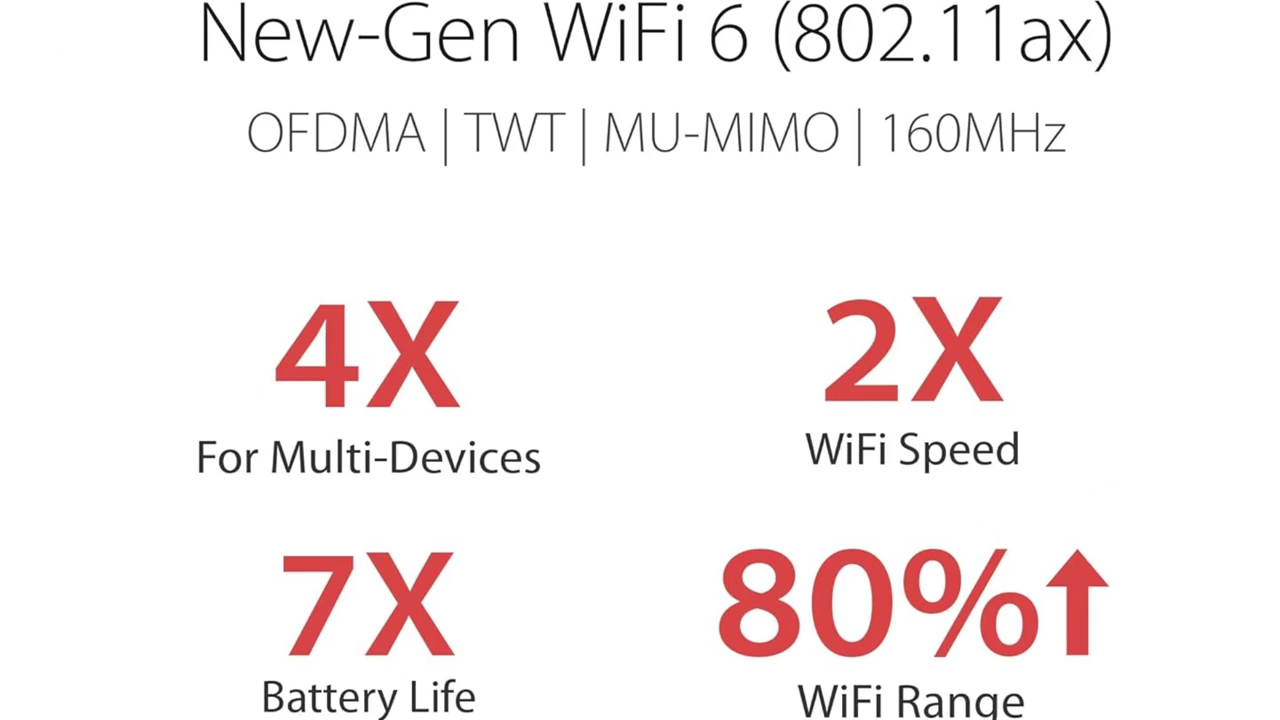 New-Gen WiFi 6 (802.11ax)
OFDMA | TWT | MU-MIMO | 160MHz
4X
For Multi-Devices
2X
WiFi Speed
7X
Battery Life
80%↑
WiFi Range